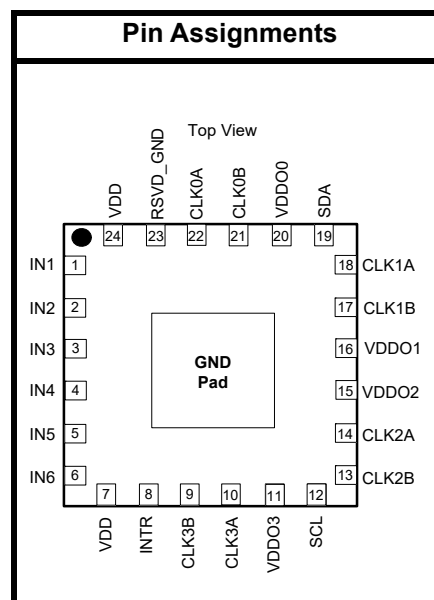 Pin Assignments
Top View
VDD
RSVD_GND
CLK0A
CLK0B
VDDO0
SDA
24
23
22
21
20
19
IN1
1
18
CLK1A
IN2
2
17
CLK1B
IN3
3
16
VDDO1
IN4
4
15
VDDO2
IN5
5
14
CLK2A
IN6
6
13
CLK2B
GND
Pad
7
8
9
10
11
12
VDD
INTR
CLK3B
CLK3A
VDDO3
SCL